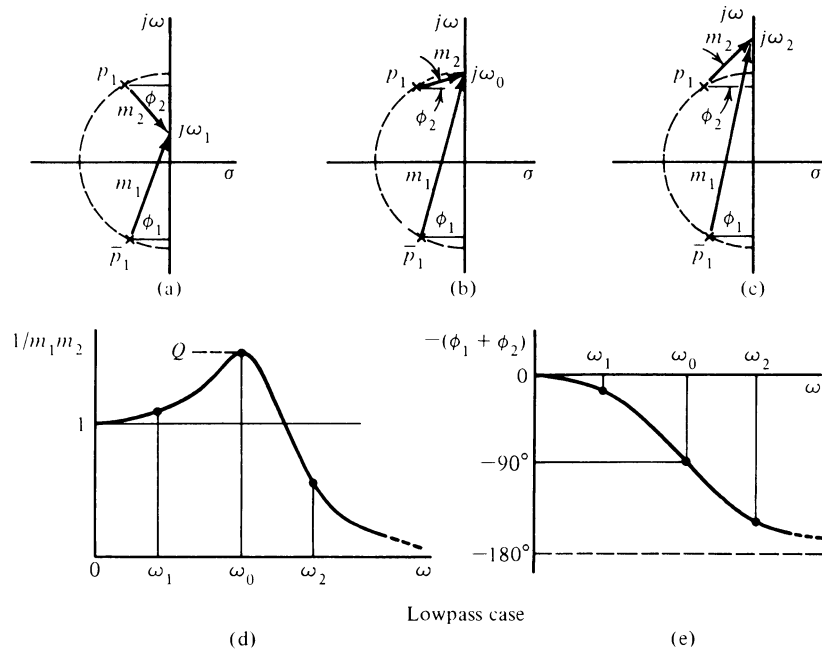 jω
p₁
ϕ₂
m₂
jω₁
σ
m₁
ϕ₁
p̅₁
(a)
jω
m₂
p₁
jω₀
ϕ₂
σ
m₁
ϕ₁
p̅₁
(b)
jω
m₂
jω₂
p₁
ϕ₂
σ
m₁
ϕ₁
p̅₁
(c)
1/m₁m₂
Q
1
0
ω₁
ω₀
ω₂
ω
(d)
−(ϕ₁ + ϕ₂)
ω₁
ω₀
ω₂
0
ω
−90°
−180°
Lowpass case
(e)